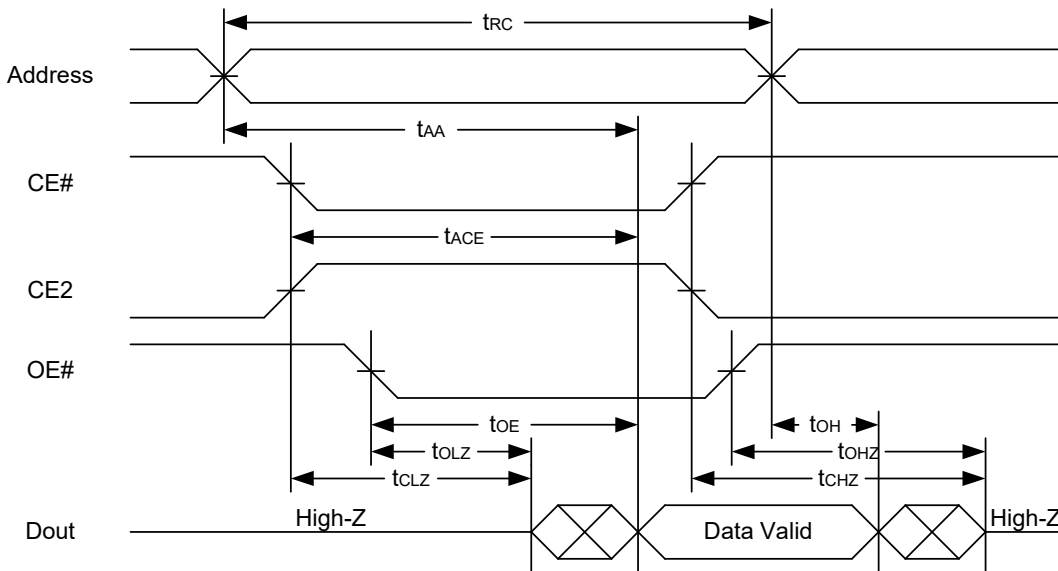 tRC
Address
tAA
CE#
tACE
CE2
OE#
tOE
tOH
tOLZ
tOHZ
tCLZ
tCHZ
High-Z
Data Valid
High-Z
Dout